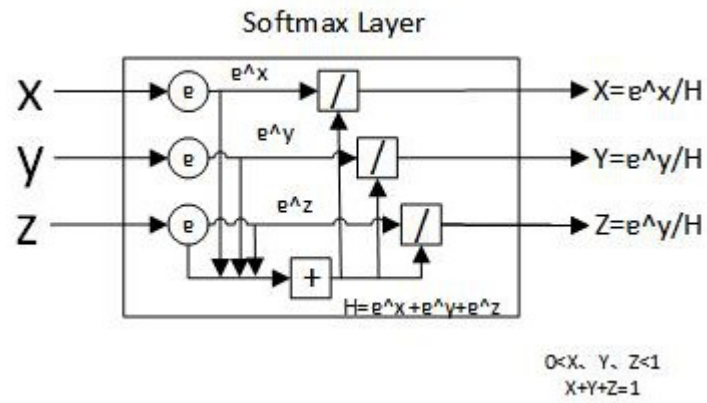 Softmax Layer
x
e
e^x
/
X=e^x/H
y
e
e^y
/
Y=e^y/H
z
e
e^z
/
Z=e^y/H
+
H=e^x+e^y+e^z
0<X、Y、Z<1
X+Y+Z=1